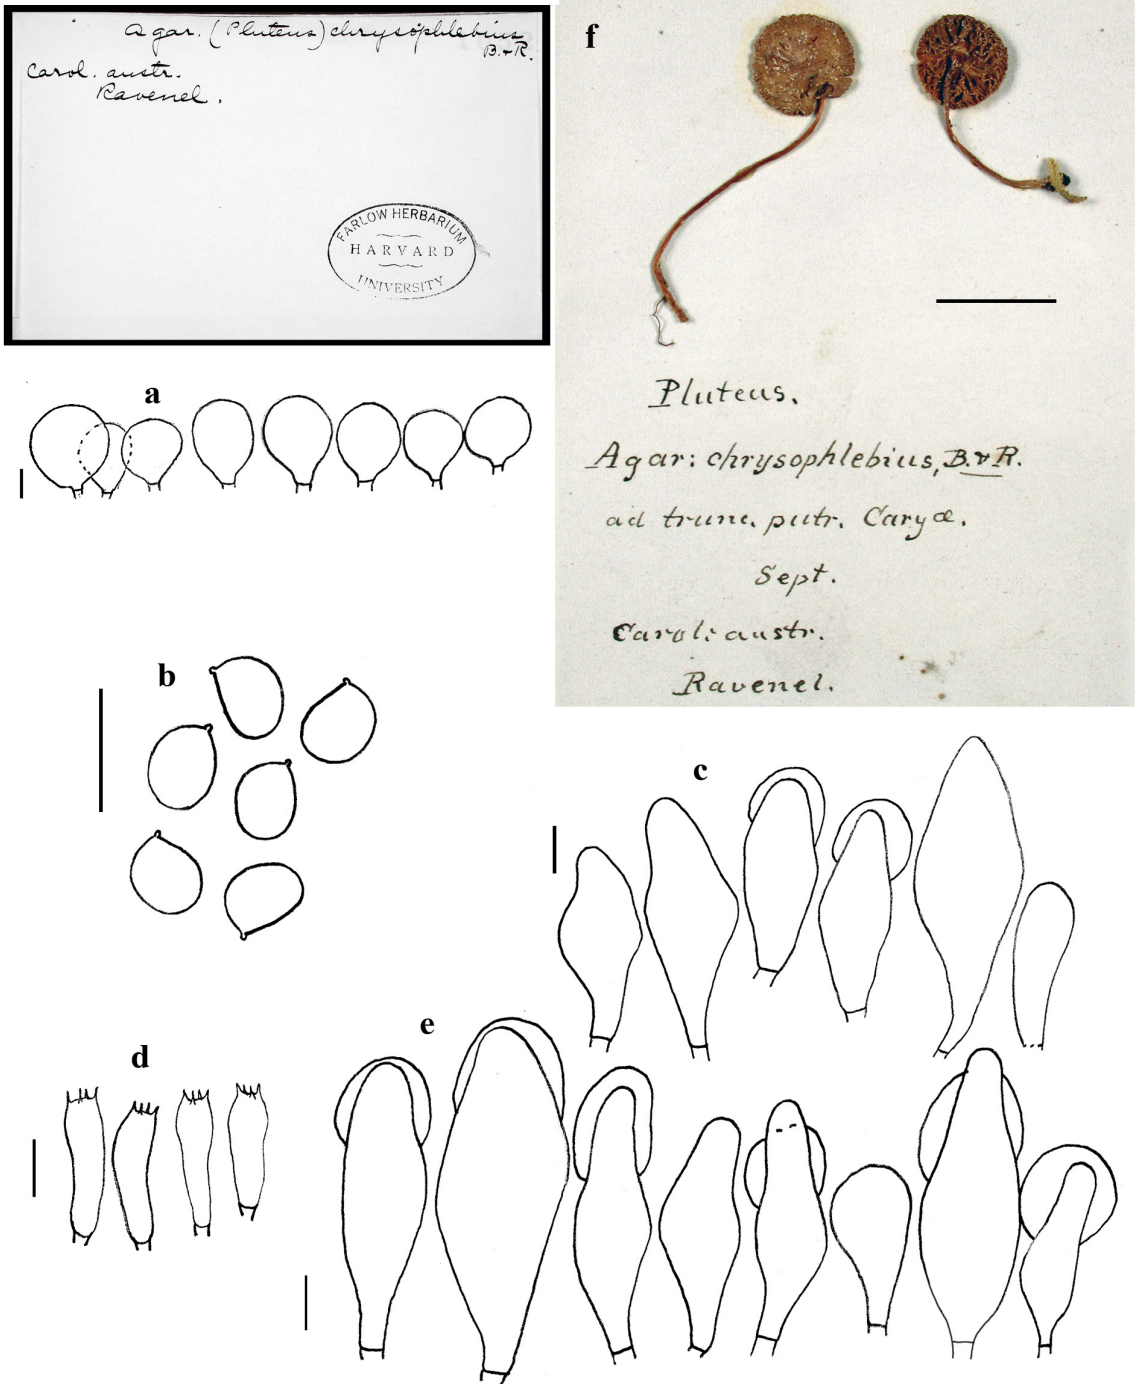 Agar. (Pluteus) chrysophlebius
B.+R.
Carol. austr.
Ravenel.
FARLOW HERBARIUM
HARVARD
UNIVERSITY
f
Pluteus.
Agar: chrysophlebius, B.&R.
ad trunc. putr. Caryæ.
Sept.
Carol: austr.
Ravenel.
a
b
c
d
e